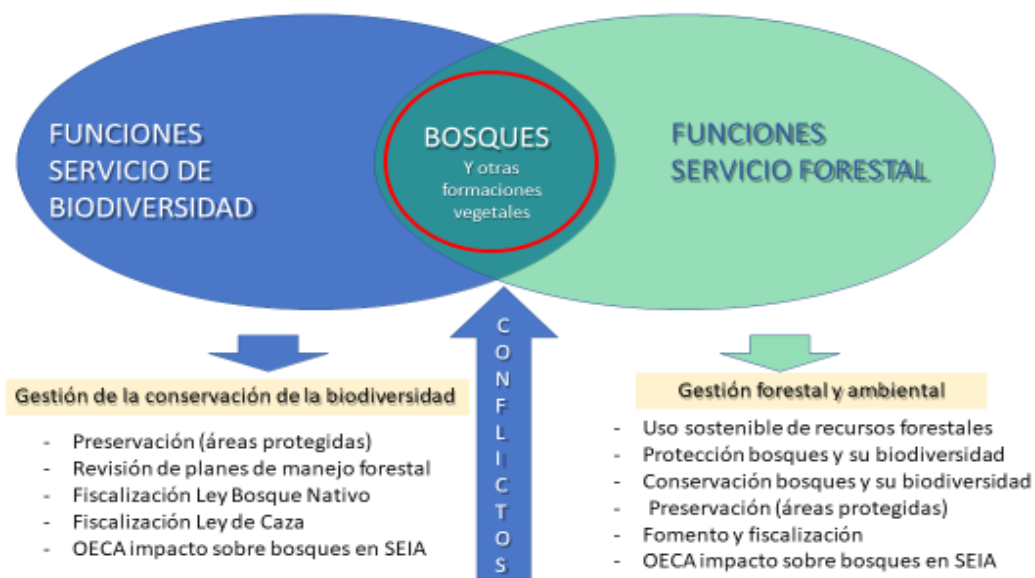 FUNCIONES
SERVICIO DE
BIODIVERSIDAD
BOSQUES
Y otras
formaciones
vegetales
FUNCIONES
SERVICIO FORESTAL
CONFLICTOS
Gestión de la conservación de la biodiversidad
- Preservación (áreas protegidas)
- Revisión de planes de manejo forestal
- Fiscalización Ley Bosque Nativo
- Fiscalización Ley de Caza
- OECA impacto sobre bosques en SEIA
Gestión forestal y ambiental
- Uso sostenible de recursos forestales
- Protección bosques y su biodiversidad
- Conservación bosques y su biodiversidad
- Preservación (áreas protegidas)
- Fomento y fiscalización
- OECA impacto sobre bosques en SEIA